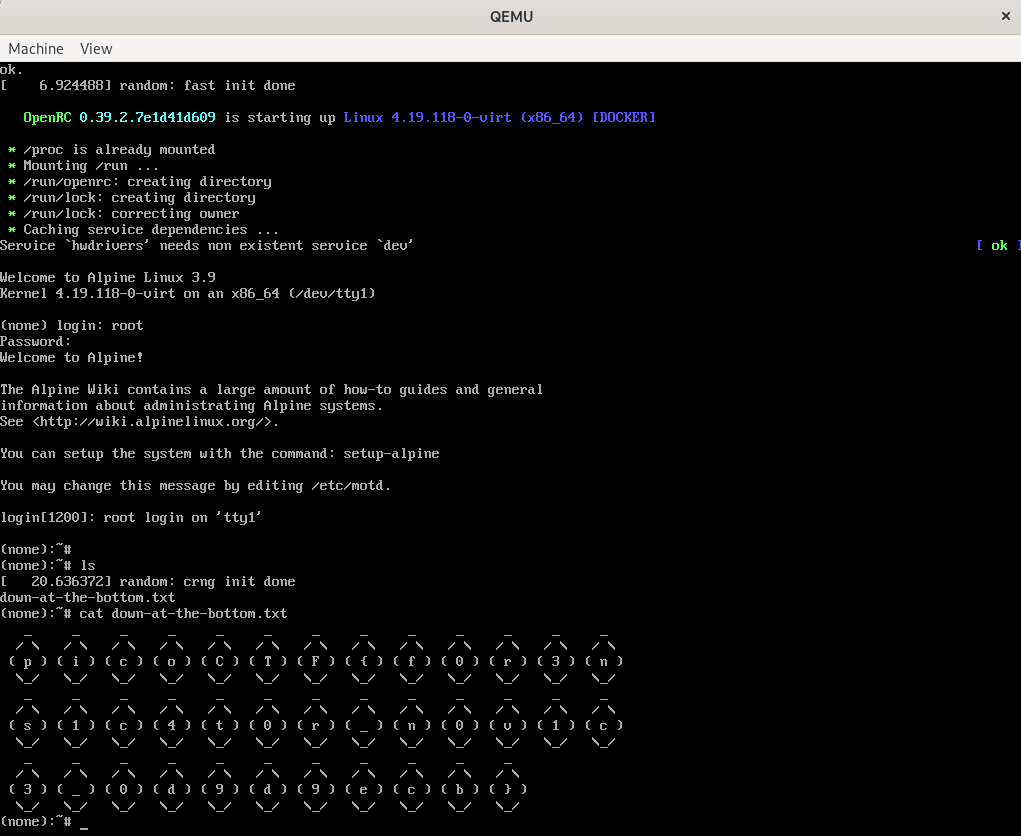 QEMU
Machine View
ok.
[    6.924488] random: fast init done
OpenRC 0.39.2.7e1d41d609 is starting up Linux 4.19.118-0-virt (x86_64) [DOCKER]
* /proc is already mounted
* Mounting /run ...
* /run/openrc: creating directory
* /run/lock: creating directory
* /run/lock: correcting owner
* Caching service dependencies ...
Service `hwdrivers' needs non existent service `dev' [ ok ]
Welcome to Alpine Linux 3.9
Kernel 4.19.118-0-virt on an x86_64 (/dev/tty1)
(none) login: root
Password:
Welcome to Alpine!
The Alpine Wiki contains a large amount of how-to guides and general
information about administrating Alpine systems.
See <http://wiki.alpinelinux.org/>.
You can setup the system with the command: setup-alpine
You may change this message by editing /etc/motd.
login[1200]: root login on 'tty1'
(none):~#
(none):~# ls
[   20.636372] random: crng init done
down-at-the-bottom.txt
(none):~# cat down-at-the-bottom.txt
( p ) ( i ) ( c ) ( o ) ( C ) ( T ) ( F ) ( { ) ( f ) ( 0 ) ( r ) ( 3 ) ( n )
( s ) ( 1 ) ( c ) ( 4 ) ( t ) ( 0 ) ( r ) ( _ ) ( n ) ( 0 ) ( v ) ( 1 ) ( c )
( 3 ) ( _ ) ( 0 ) ( d ) ( 9 ) ( d ) ( 9 ) ( e ) ( c ) ( b ) ( } )
(none):~# _